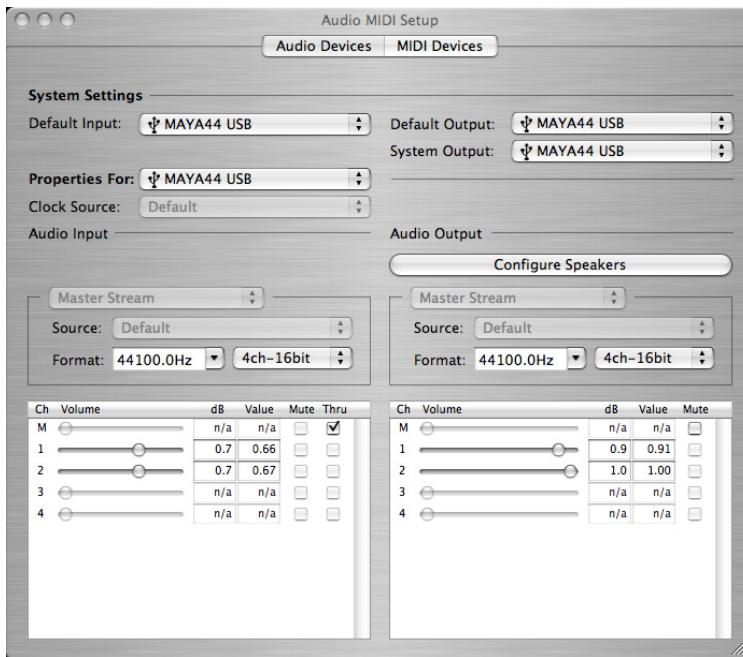 Audio MIDI Setup
Audio Devices MIDI Devices
System Settings
Default Input: MAYA44 USB
Default Output: MAYA44 USB
System Output: MAYA44 USB
Properties For: MAYA44 USB
Clock Source: Default
Audio Input
Audio Output
Configure Speakers
Master Stream
Source: Default
Format: 44100.0Hz 4ch-16bit
Master Stream
Source: Default
Format: 44100.0Hz 4ch-16bit
Ch Volume dB Value Mute Thru
M n/a n/a
1 0.7 0.66
2 0.7 0.67
3 n/a n/a
4 n/a n/a
Ch Volume dB Value Mute
M n/a n/a
1 0.9 0.91
2 1.0 1.00
3 n/a n/a
4 n/a n/a